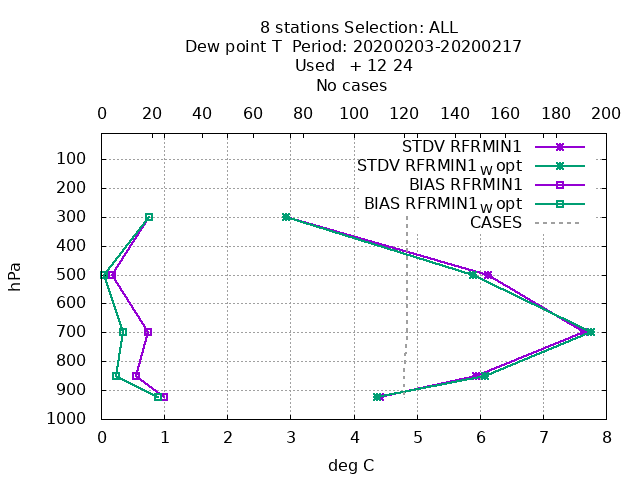 8 stations Selection: ALL
Dew point T  Period: 20200203-20200217
Used   + 12 24
No cases
0 20 40 60 80 100 120 140 160 180 200
STDV RFRMIN1
STDV RFRMIN1W opt
BIAS RFRMIN1
BIAS RFRMIN1W opt
CASES
hPa
100
200
300
400
500
600
700
800
900
1000
0 1 2 3 4 5 6 7 8
deg C